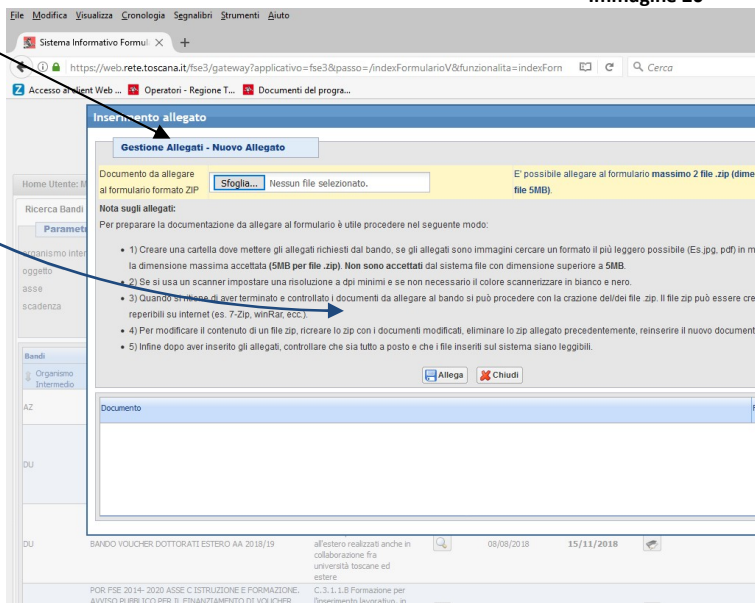 Immagine 20
File Modifica Visualizza Cronologia Segnalibri Strumenti Aiuto
Sistema Informativo Formul
https://web.rete.toscana.it/fse3/gateway?applicativo=fse3&passo=/indexFormularioV&funzionalita=indexForn
Cerca
Accesso al client Web ... Operatori - Regione T... Documenti del progra...
Inserimento allegato
Gestione Allegati - Nuovo Allegato
Documento da allegare al formulario formato ZIP
Sfoglia... Nessun file selezionato.
E' possibile allegare al formulario massimo 2 file .zip (dime
file 5MB).
Home Utente: M
Ricerca Bandi
Paramet
organismo inter
oggetto
asse
scadenza
Nota sugli allegati:
Per preparare la documentazione da allegare al formulario è utile procedere nel seguente modo:
• 1) Creare una cartella dove mettere gli allegati richiesti dal bando, se gli allegati sono immagini cercare un formato il più leggero possibile (Es.jpg, pdf) in m
la dimensione massima accettata (5MB per file .zip). Non sono accettati dal sistema file con dimensione superiore a 5MB.
• 2) Se si usa un scanner impostare una risoluzione a dpi minimi e se non necessario il colore scannerizzare in bianco e nero.
• 3) Quando si ritiene di aver terminato e controllato i documenti da allegare al bando si può procedere con la crazione del/dei file .zip. Il file zip può essere cre
reperibili su internet (es. 7-Zip, winRar, ecc.).
• 4) Per modificare il contenuto di un file zip, ricreare lo zip con i documenti modificati, eliminare lo zip allegato precedentemente, reinserire il nuovo document
• 5) Infine dopo aver inserito gli allegati, controllare che sia tutto a posto e che i file inseriti sul sistema siano leggibili.
Allega Chiudi
Bandi
Organismo
Intermedio
Documento
AZ
DU
DU
BANDO VOUCHER DOTTORATI ESTERO AA 2018/19
all'estero realizzati anche in
collaborazione fra
università toscane ed
estere
08/08/2018 15/11/2018
POR FSE 2014- 2020 ASSE C ISTRUZIONE E FORMAZIONE.
AVVISO PUBBLICO PER IL FINANZIAMENTO DI VOUCHER
C.3.1.1.B Formazione per
l'inserimento lavorativo, in